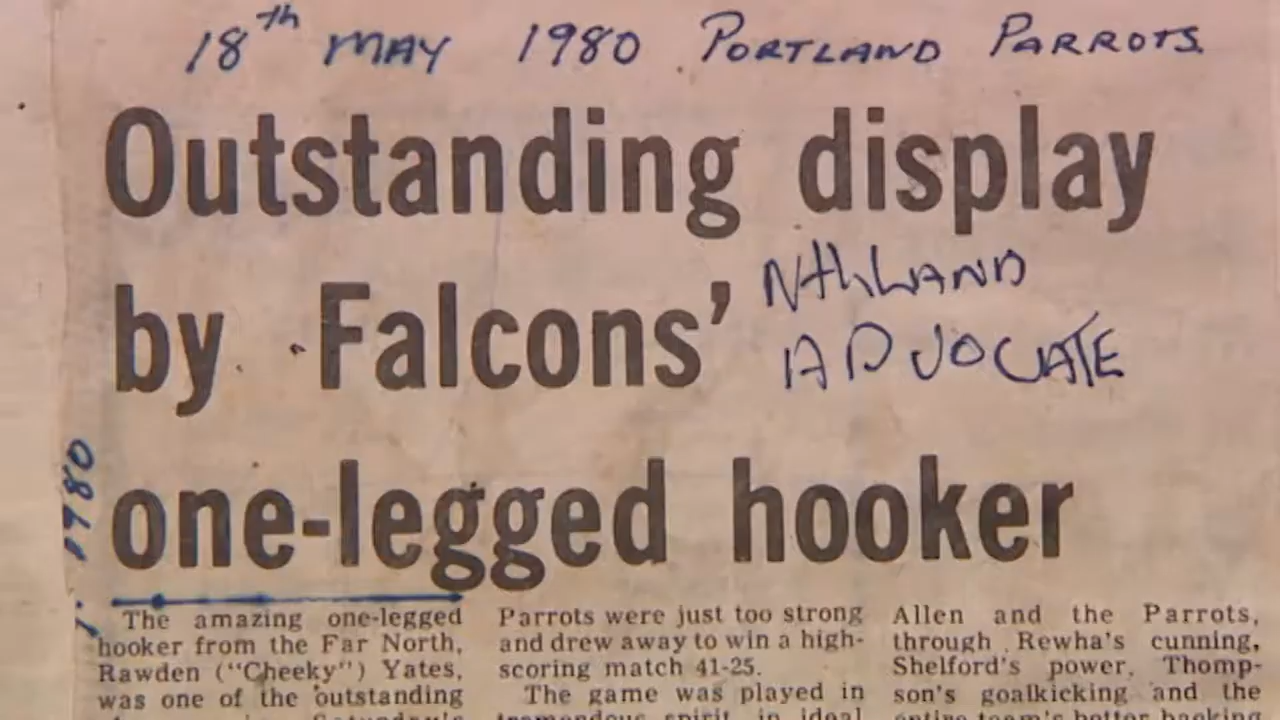 18th MAY 1980 PORTLAND PARROTS.
Outstanding display
by Falcons'
NthLAND
ADVOCATE
one-legged hooker
1980
The amazing one-legged
hooker from the Far North,
Rawden ("Cheeky") Yates,
was one of the outstanding
Parrots were just too strong
and drew away to win a high-
scoring match 41-25.
The game was played in
tremendous spirit in ideal
Allen and the Parrots,
through Rewha's cunning,
Shelford's power, Thomp-
son's goalkicking and the
entire team's better hooking